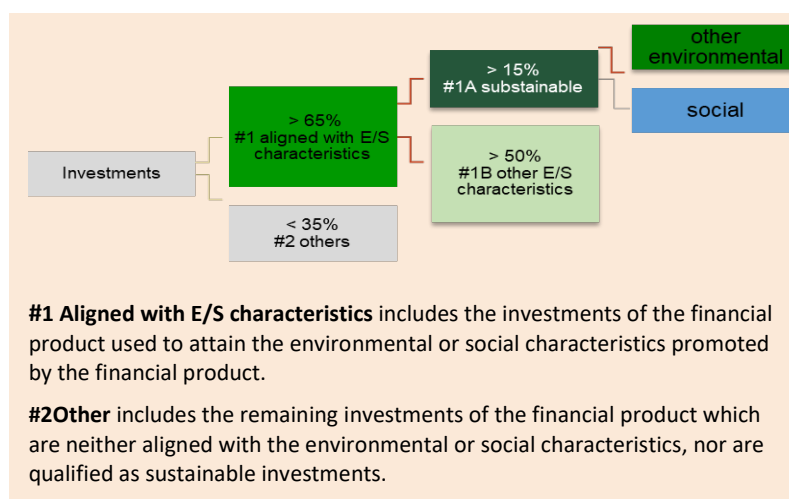 other
environmental
> 15%
#1A substainable
> 65%
#1 aligned with E/S
characteristics
social
> 50%
#1B other E/S
characteristics
Investments
< 35%
#2 others
#1 Aligned with E/S characteristics includes the investments of the financial
product used to attain the environmental or social characteristics promoted
by the financial product.
#2Other includes the remaining investments of the financial product which
are neither aligned with the environmental or social characteristics, nor are
qualified as sustainable investments.